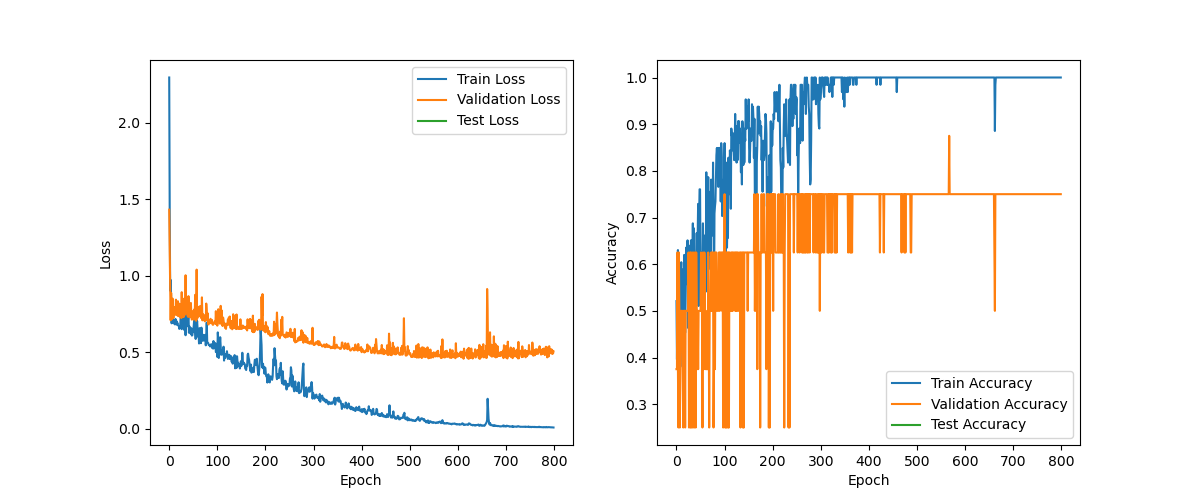 Train Loss
Validation Loss
Test Loss
2.0
1.5
1.0
0.5
0.0
Loss
0 100 200 300 400 500 600 700 800
Epoch
1.0
0.9
0.8
0.7
0.6
0.5
0.4
0.3
Accuracy
Train Accuracy
Validation Accuracy
Test Accuracy
0 100 200 300 400 500 600 700 800
Epoch